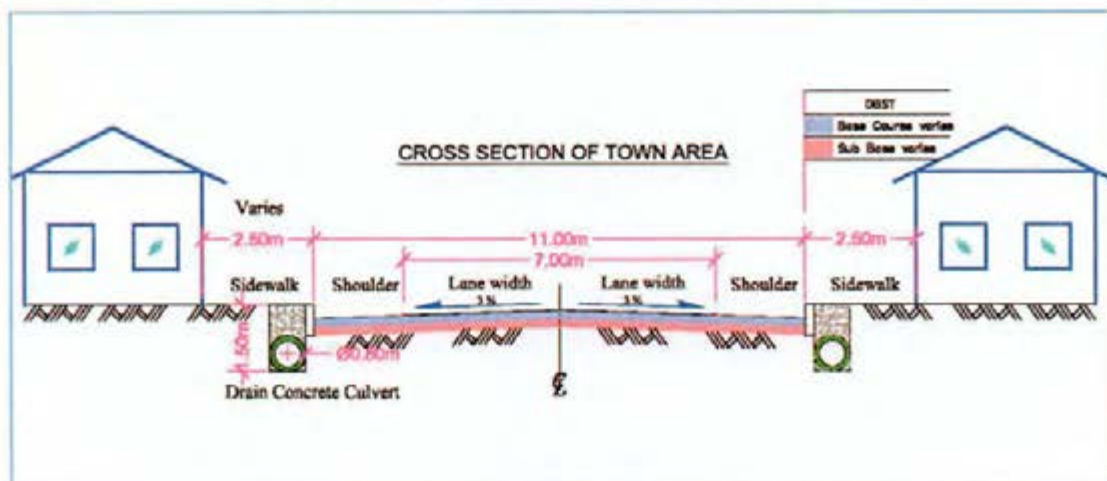 DBST
Base Course varies
Sub Base varies
CROSS SECTION OF TOWN AREA
Varies
2.50m 11.00m 2.50m
7.00m
Sidewalk Shoulder Lane width Lane width Shoulder Sidewalk
3% 3%
1.50m
Ø0.80m
Drain Concrete Culvert